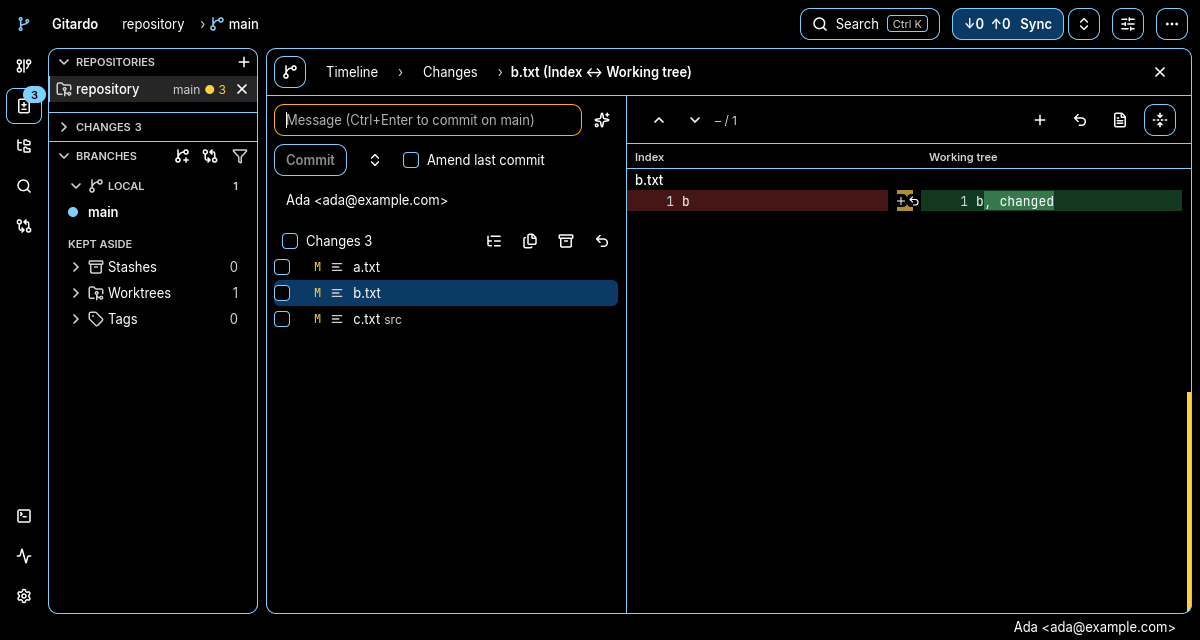 Gitardo repository › main Search Ctrl K ↓0 ↑0 Sync
REPOSITORIES
repository main 3
3
CHANGES 3
BRANCHES
LOCAL 1
main
KEPT ASIDE
Stashes 0
Worktrees 1
Tags 0
Timeline › Changes › b.txt (Index ↔ Working tree)
Message (Ctrl+Enter to commit on main)
Commit Amend last commit
Ada <ada@example.com>
Changes 3
M a.txt
M b.txt
M c.txt src
– / 1
Index Working tree
b.txt
1 b 1 b, changed
Ada <ada@example.com>